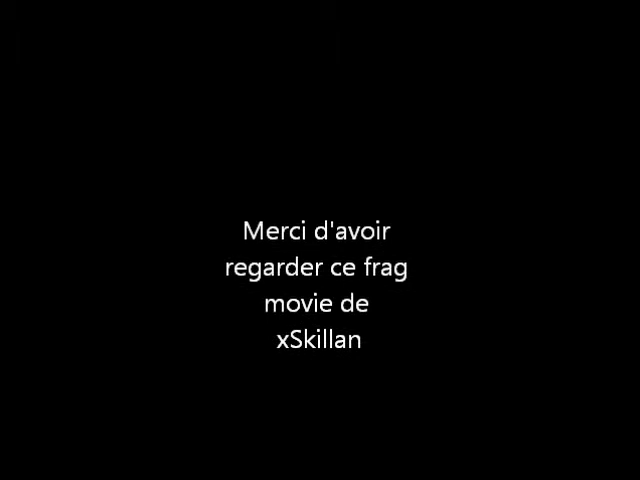 Merci d'avoir
regarder ce frag
movie de
xSkillan